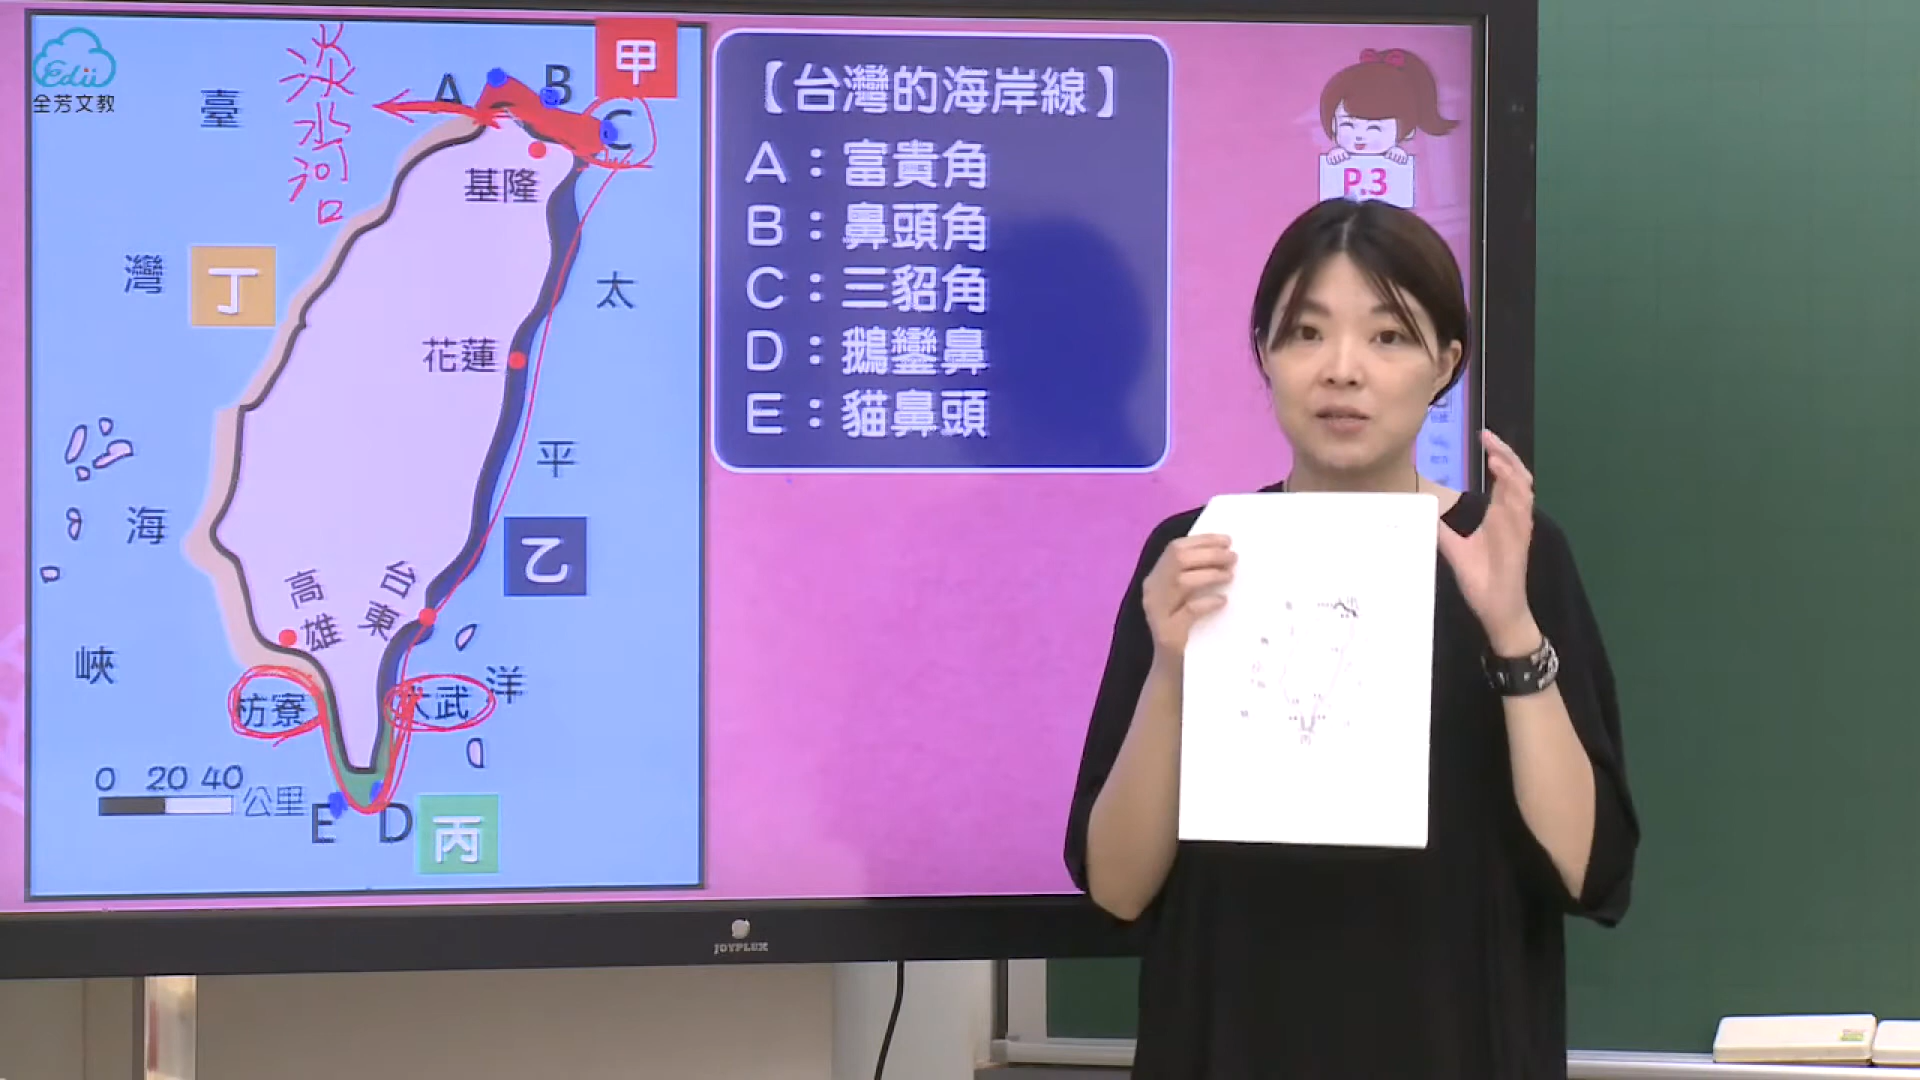 Edii
全芳文教
臺
灣
海
峽
淡水河口
A
B
C
甲
基隆
丁
太
平
洋
花蓮
乙
高雄
台東
枋寮
大武
0 20 40
公里
E
D
丙
【台灣的海岸線】
A：富貴角
B：鼻頭角
C：三貂角
D：鵝鑾鼻
E：貓鼻頭
P.3
JOYPLUX